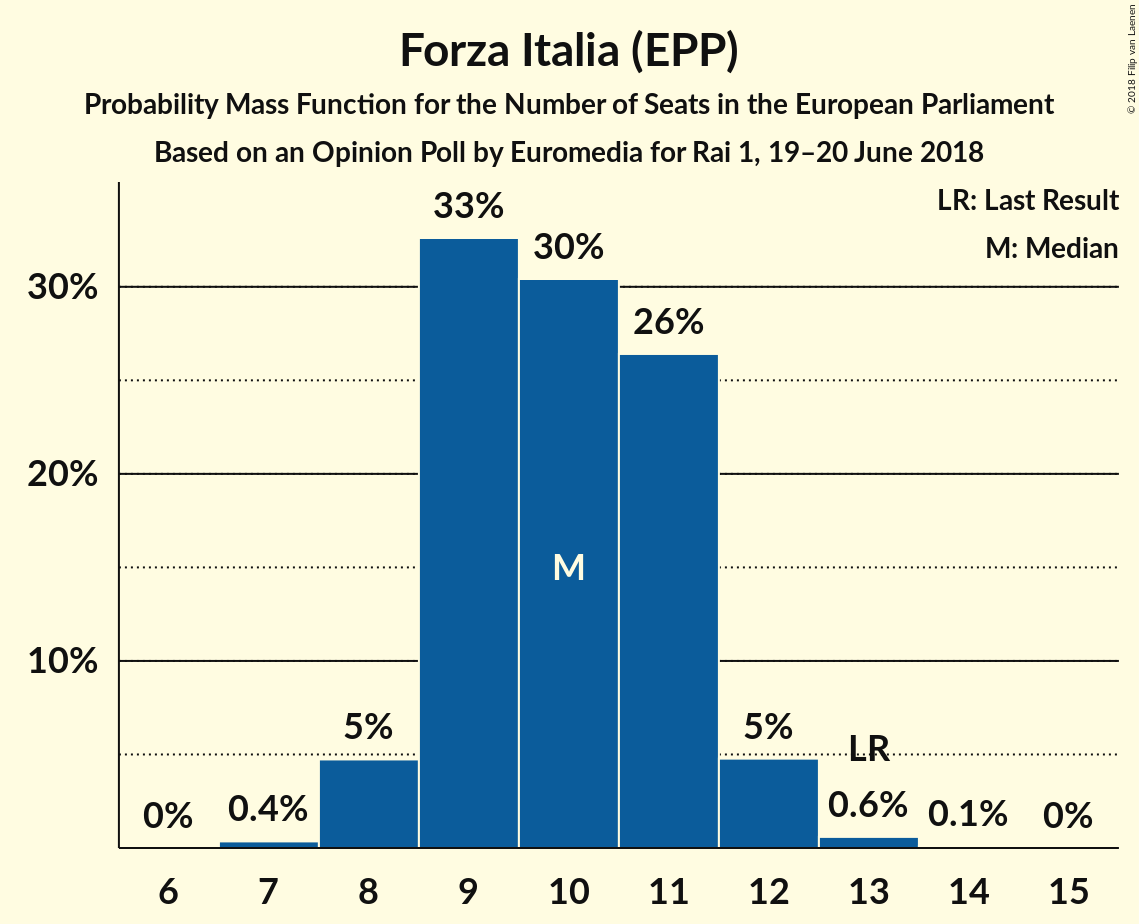 Forza Italia (EPP)
Probability Mass Function for the Number of Seats in the European Parliament
Based on an Opinion Poll by Euromedia for Rai 1, 19–20 June 2018
© 2018 Filip van Laenen
LR: Last Result
M: Median
30%
20%
10%
0%
0.4%
5%
33%
30%
26%
5%
0.6%
0.1%
0%
M
LR
6
7
8
9
10
11
12
13
14
15